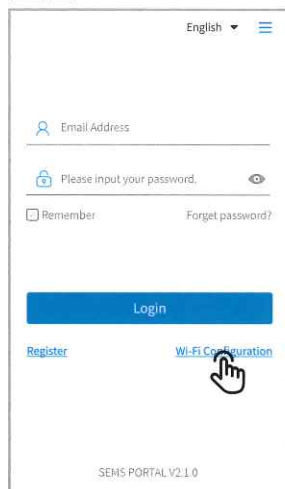 English
Email Address
Please input your password.
Remember Forget password?
Login
Register Wi-Fi Configuration
SEMS PORTAL V2.1.0